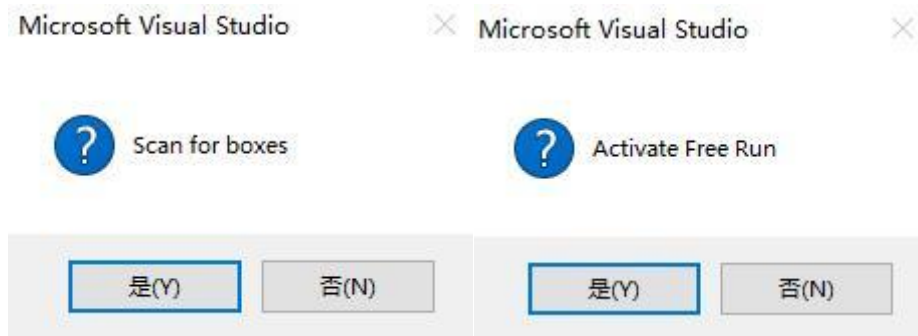 Microsoft Visual Studio
Scan for boxes
是(Y)
否(N)
Microsoft Visual Studio
Activate Free Run
是(Y)
否(N)